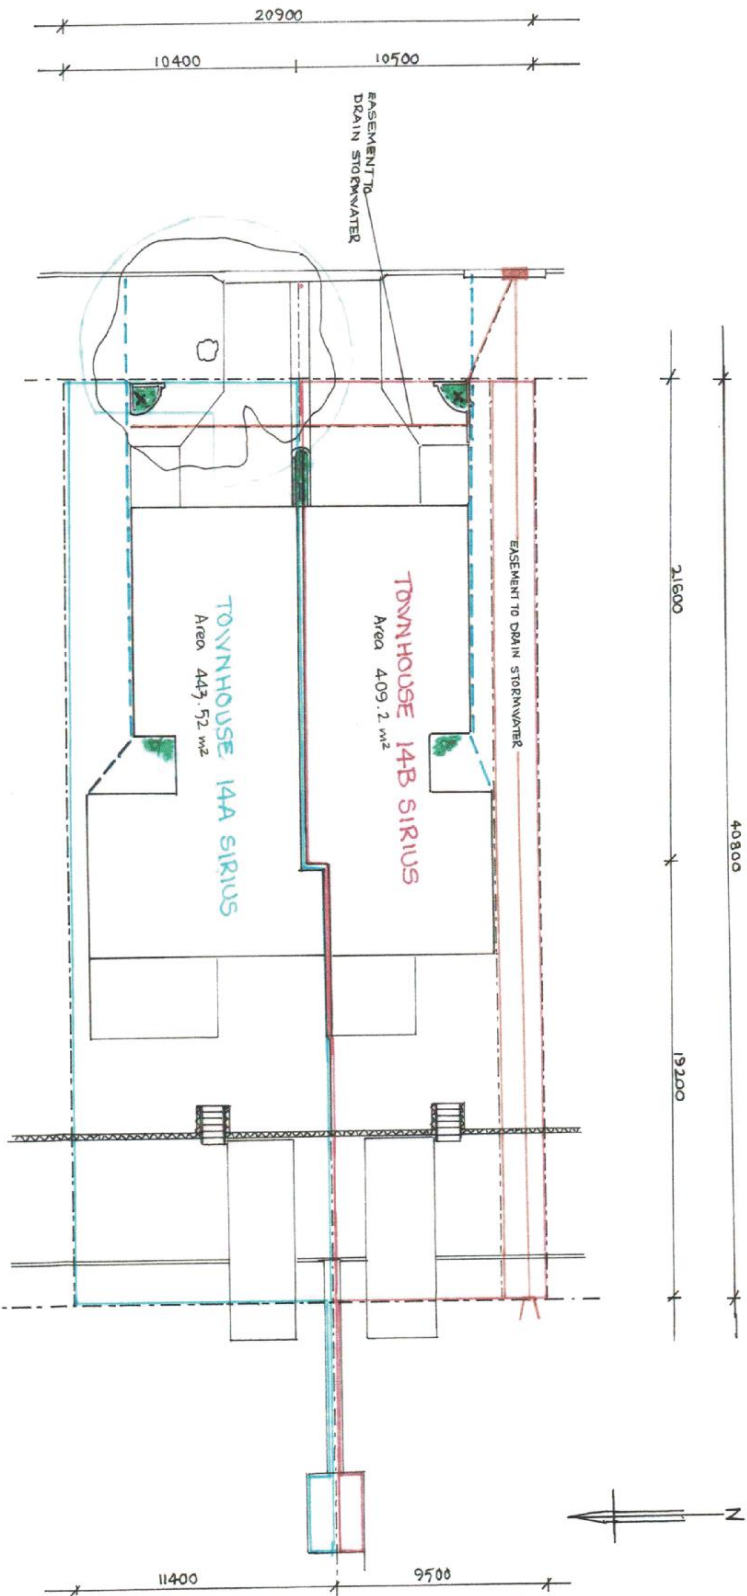 20900
10400
10500
EASEMENT TO
DRAIN STORMWATER
21600
40800
19200
EASEMENT TO DRAIN STORMWATER
TOWNHOUSE 14B SIRIUS
Area 409.2 m²
TOWNHOUSE 14A SIRIUS
Area 443.52 m²
N
11400
9500